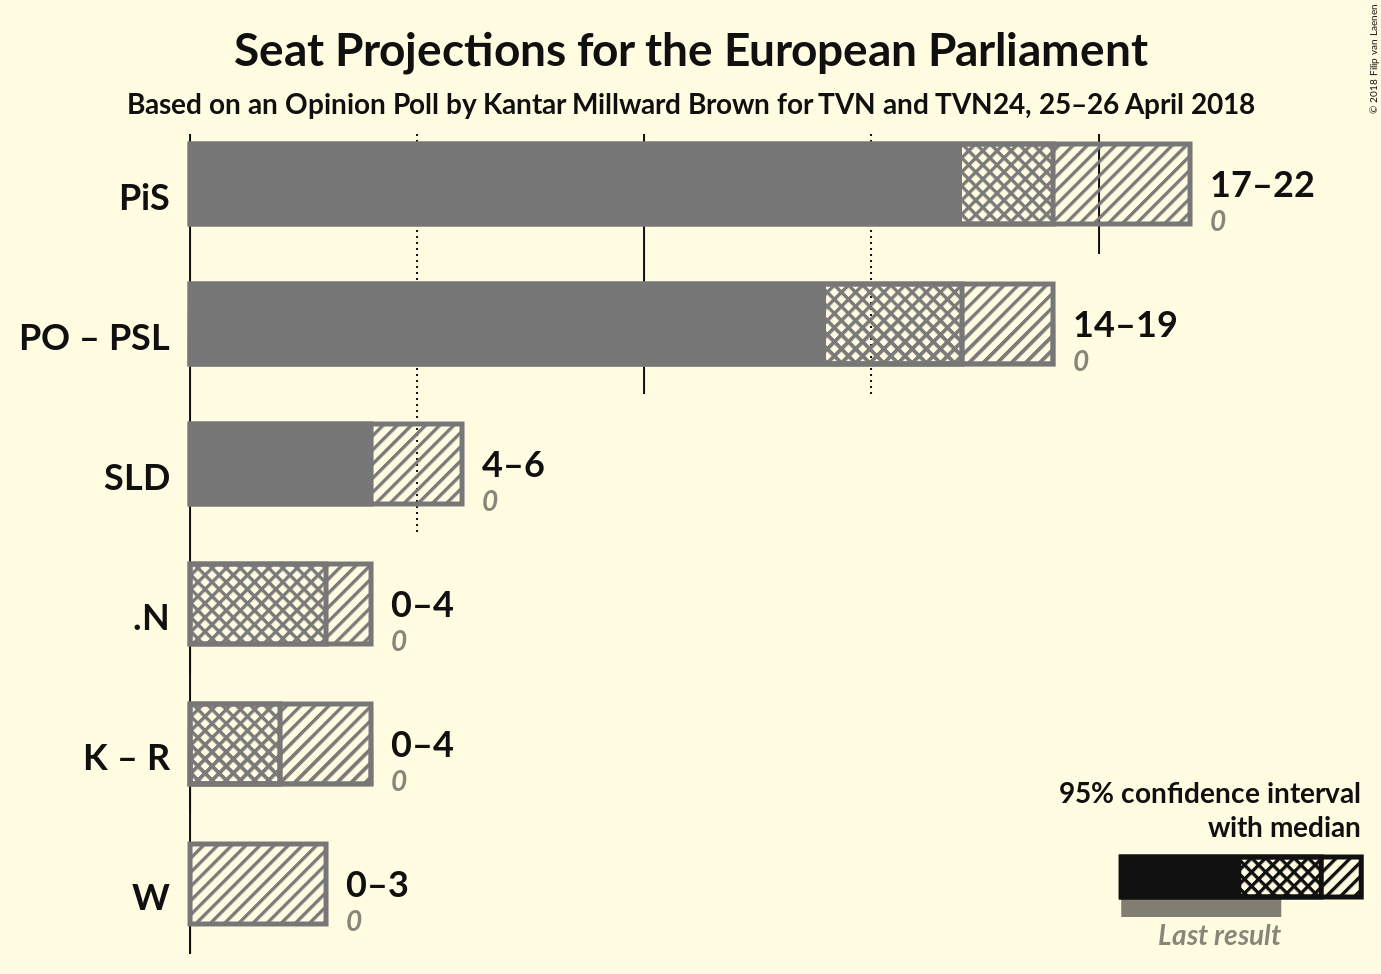 Seat Projections for the European Parliament
Based on an Opinion Poll by Kantar Millward Brown for TVN and TVN24, 25–26 April 2018
© 2018 Filip van Laenen
PiS
17–22
0
PO – PSL
14–19
0
SLD
4–6
0
.N
0–4
0
K – R
0–4
0
W
0–3
0
95% confidence interval
with median
Last result